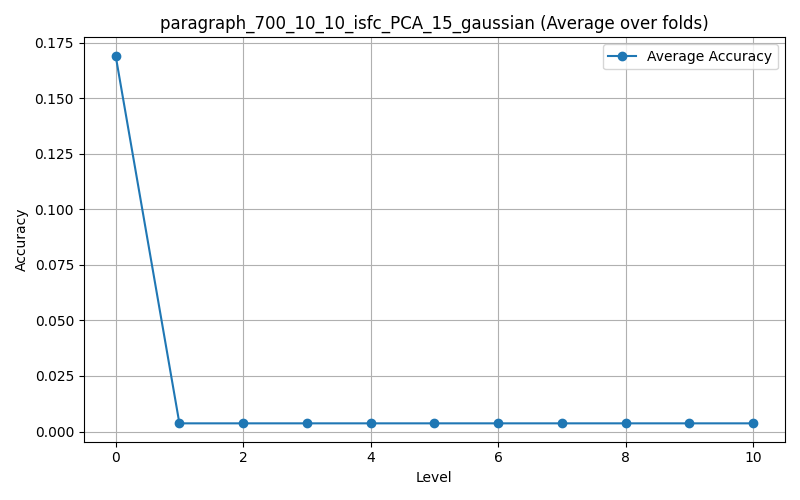 paragraph_700_10_10_isfc_PCA_15_gaussian (Average over folds)
Average Accuracy
0.175
0.150
0.125
0.100
0.075
0.050
0.025
0.000
Accuracy
0 2 4 6 8 10
Level